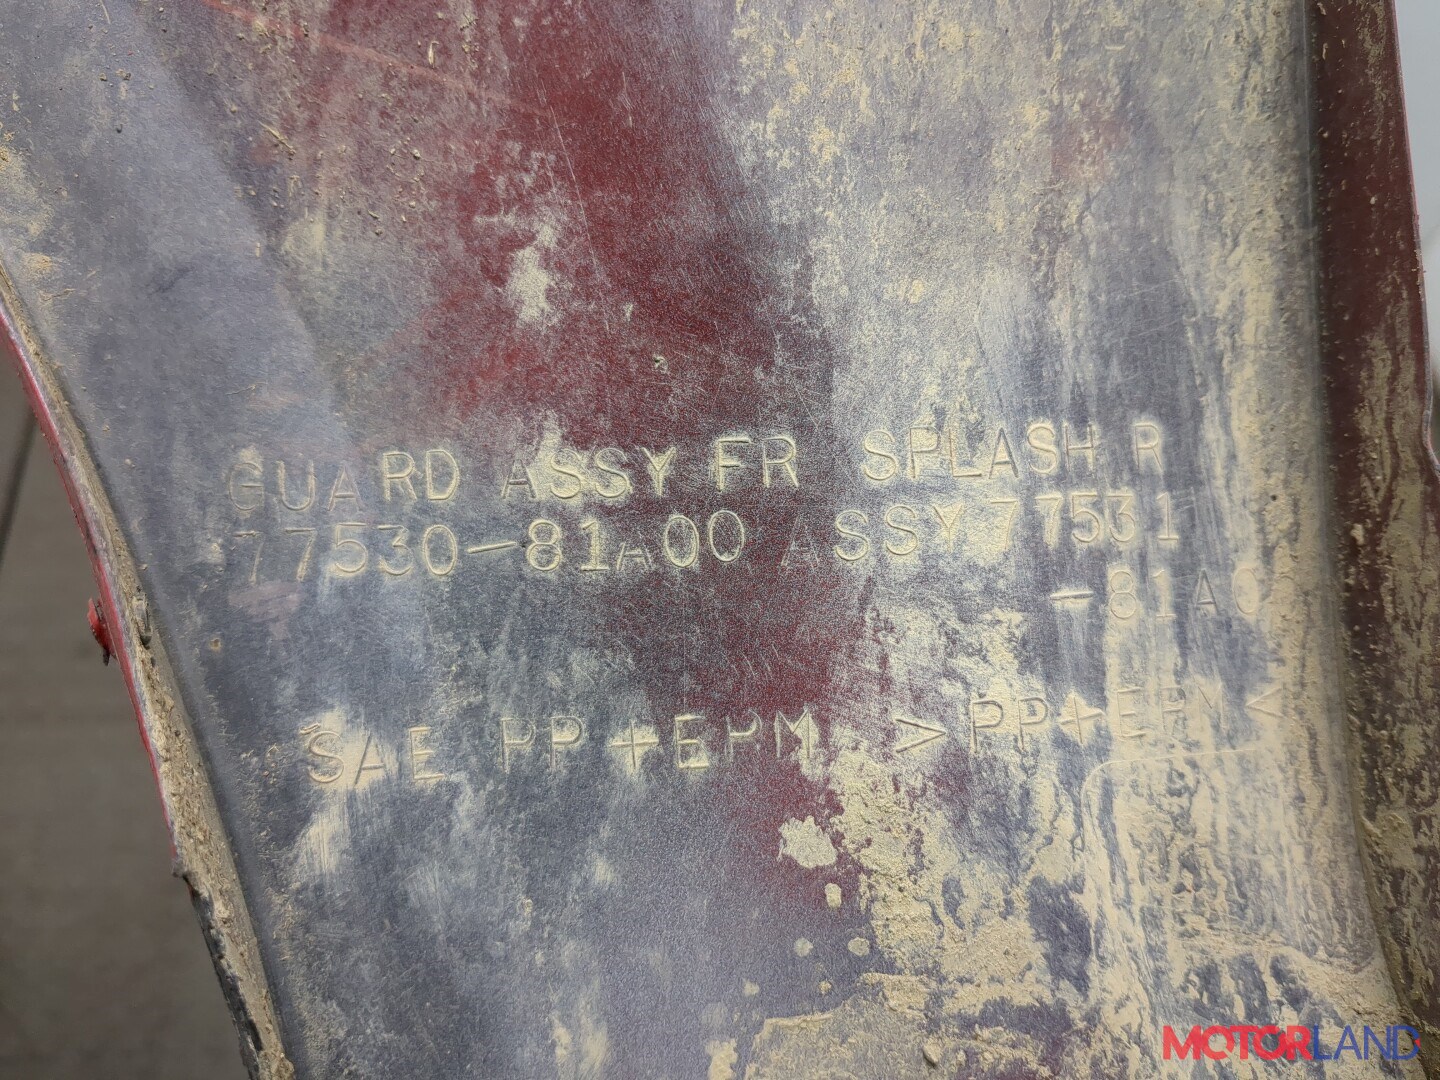 GUARD ASSY FR SPLASH R
77530-81A00 ASSY 77531
-81A0
SAE PP+EPM >PP+EPM<
MOTORLAND